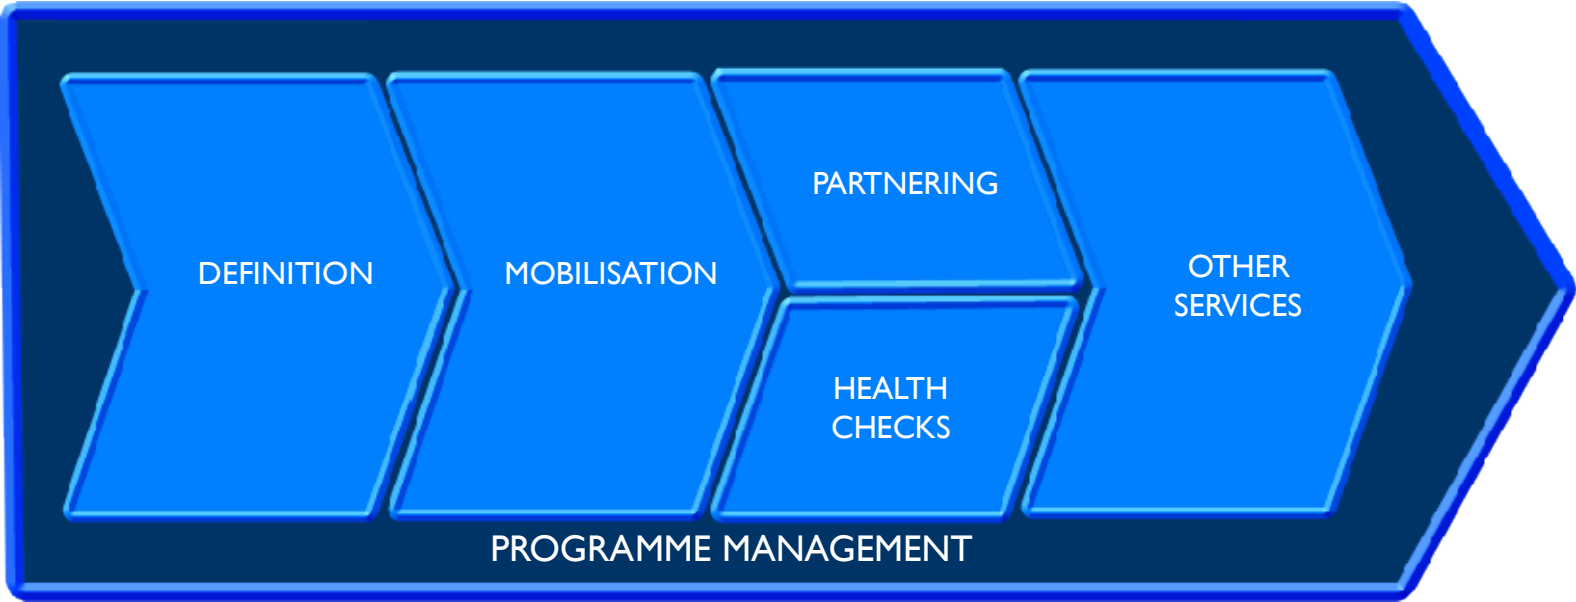 DEFINITION
MOBILISATION
PARTNERING
HEALTH
CHECKS
OTHER
SERVICES
PROGRAMME MANAGEMENT